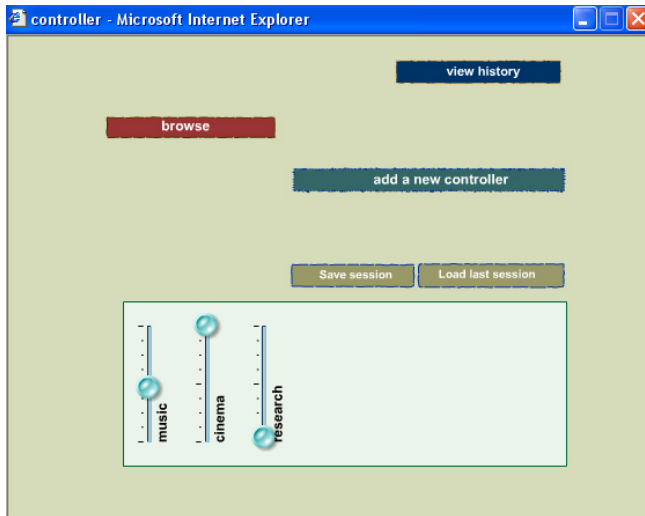 controller - Microsoft Internet Explorer
view history
browse
add a new controller
Save session
Load last session
music
cinema
research